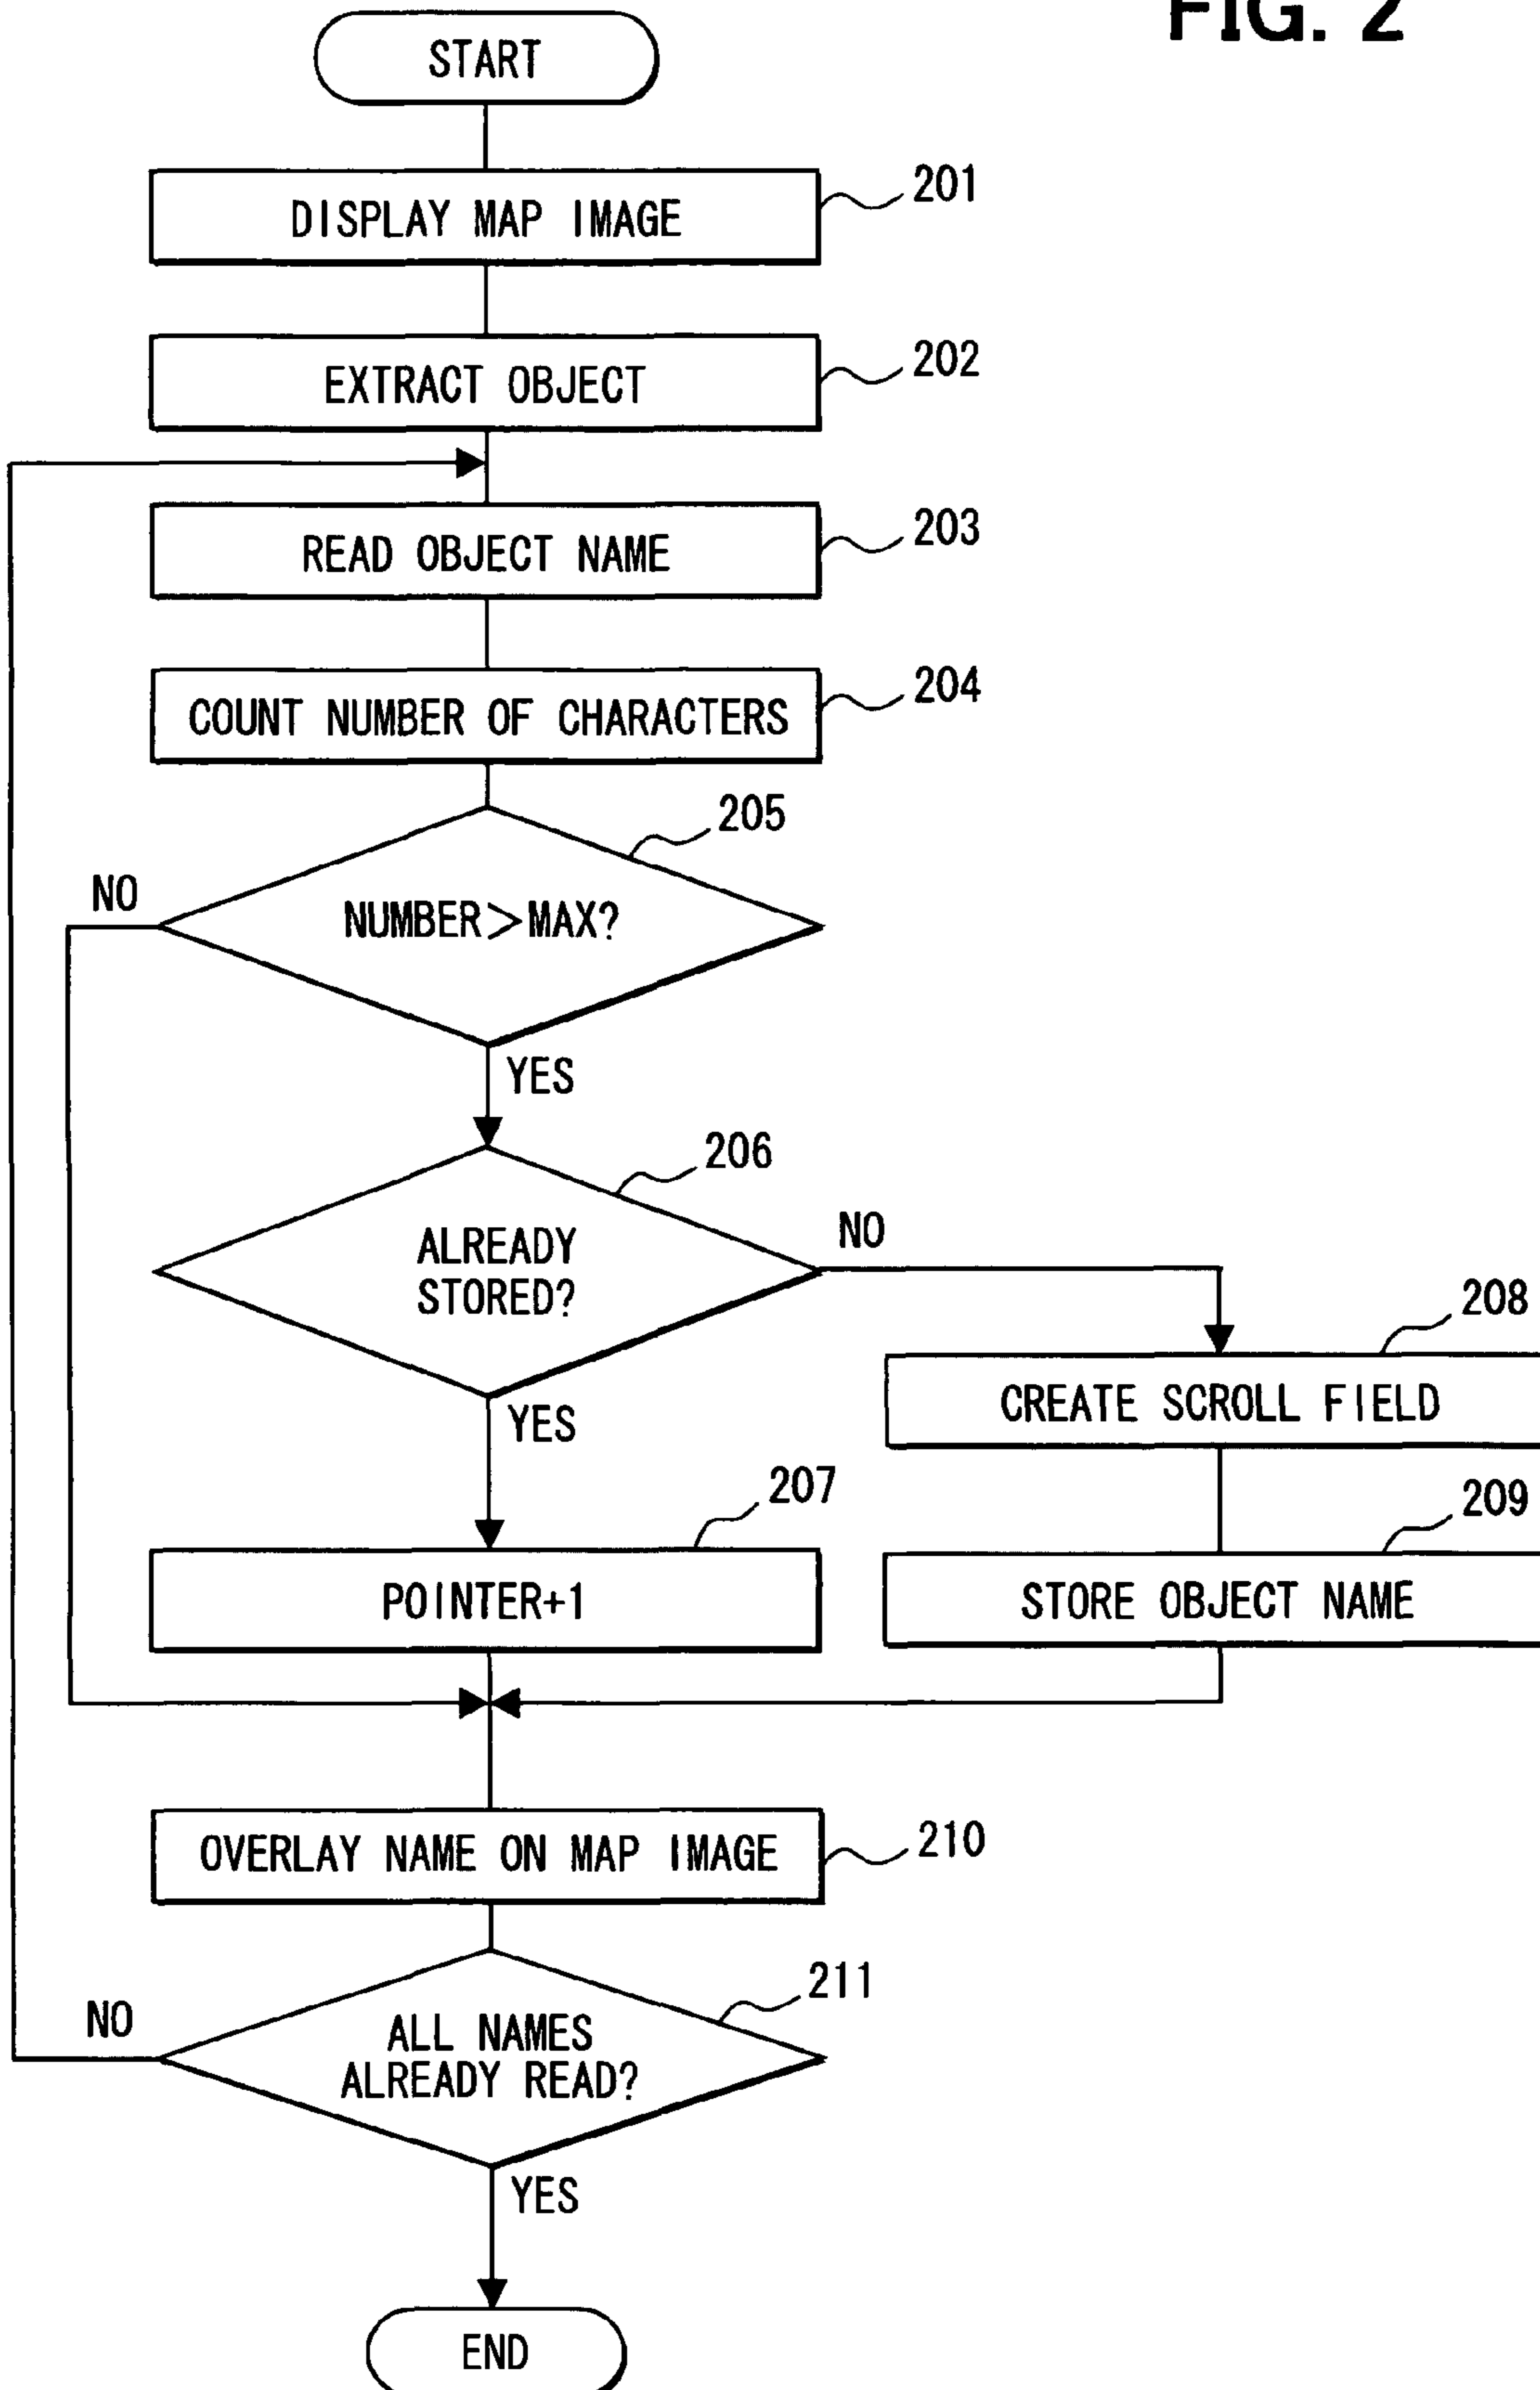 FIG. 2
START
DISPLAY MAP IMAGE
201
EXTRACT OBJECT
202
READ OBJECT NAME
203
COUNT NUMBER OF CHARACTERS
204
205
NO
NUMBER>MAX?
YES
206
NO
ALREADY
STORED?
208
CREATE SCROLL FIELD
YES
207
209
POINTER+1
STORE OBJECT NAME
OVERLAY NAME ON MAP IMAGE
210
211
NO
ALL NAMES
ALREADY READ?
YES
END